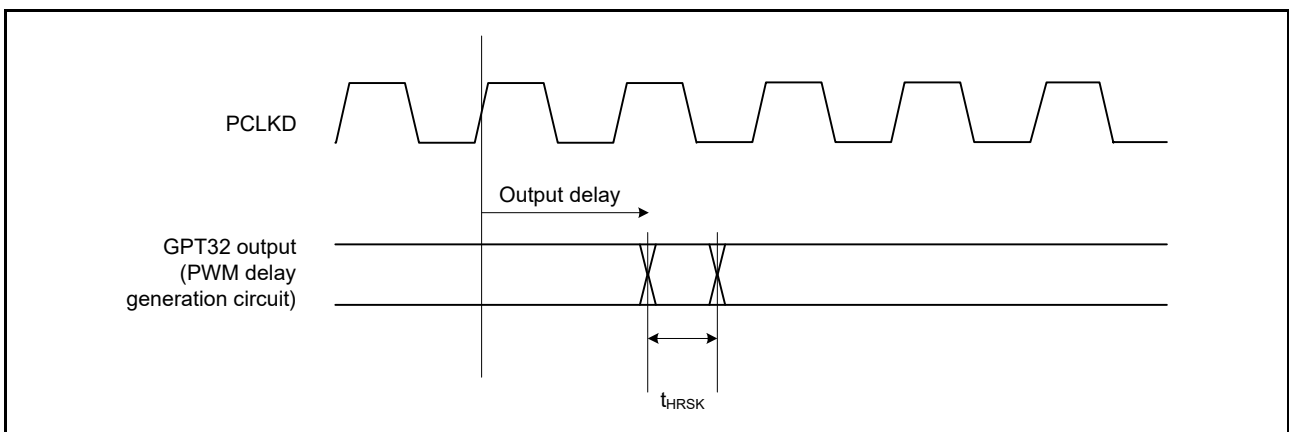 PCLKD
Output delay
GPT32 output
(PWM delay
generation circuit)
tHRSK